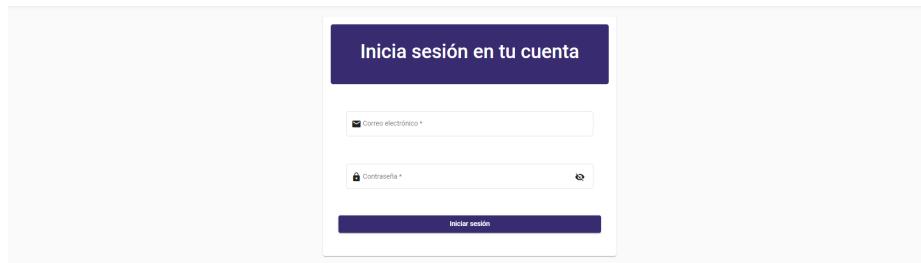 Inicia sesión en tu cuenta
Correo electrónico *
Contraseña *
Iniciar sesión